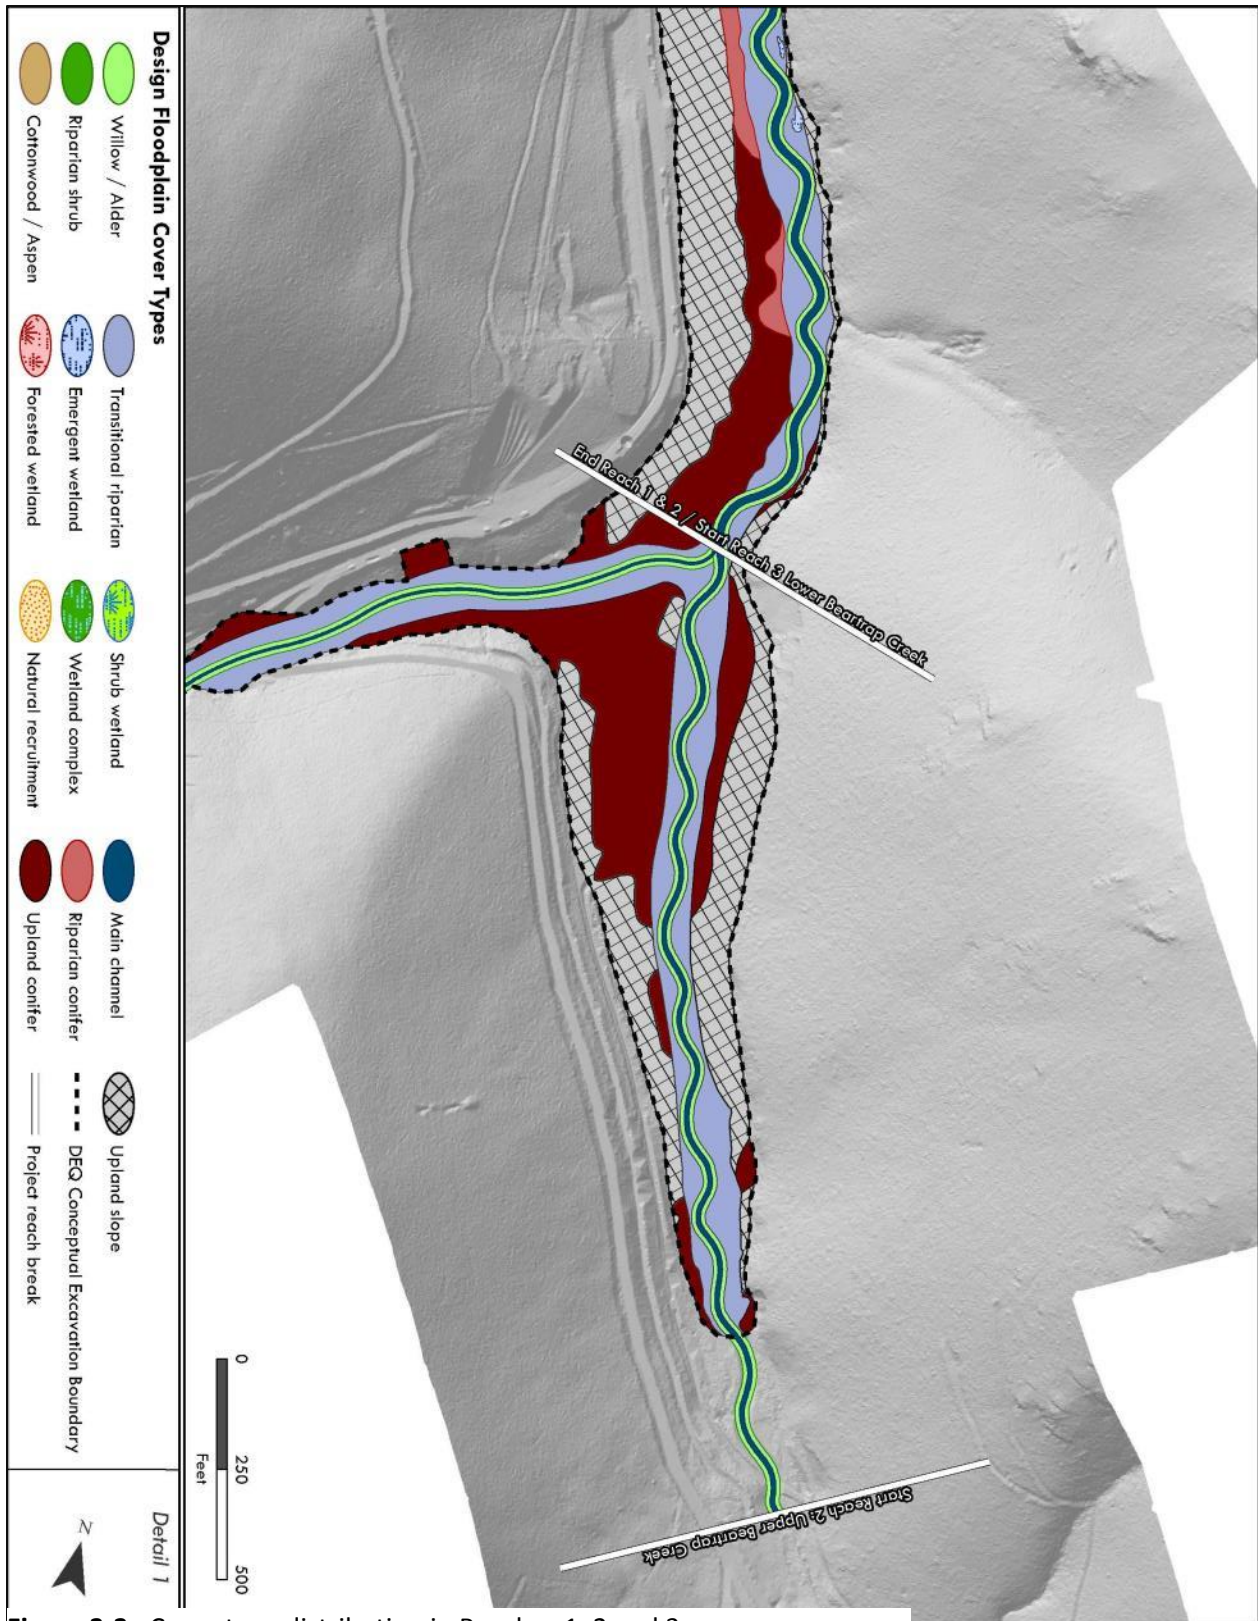 Design Floodplain Cover Types
Willow / Alder
Riparian shrub
Cottonwood / Aspen
Transitional riparian
Emergent wetland
Forested wetland
Shrub wetland
Wetland complex
Natural recruitment
Main channel
Riparian conifer
Upland conifer
Upland slope
DEQ Conceptual Excavation Boundary
Project reach break
Detail 1
N
0 250 500
Feet
End Reach 1 & 2 / Start Reach 3 Lower Beartrap Creek
Start Reach 2: Upper Beartrap Creek